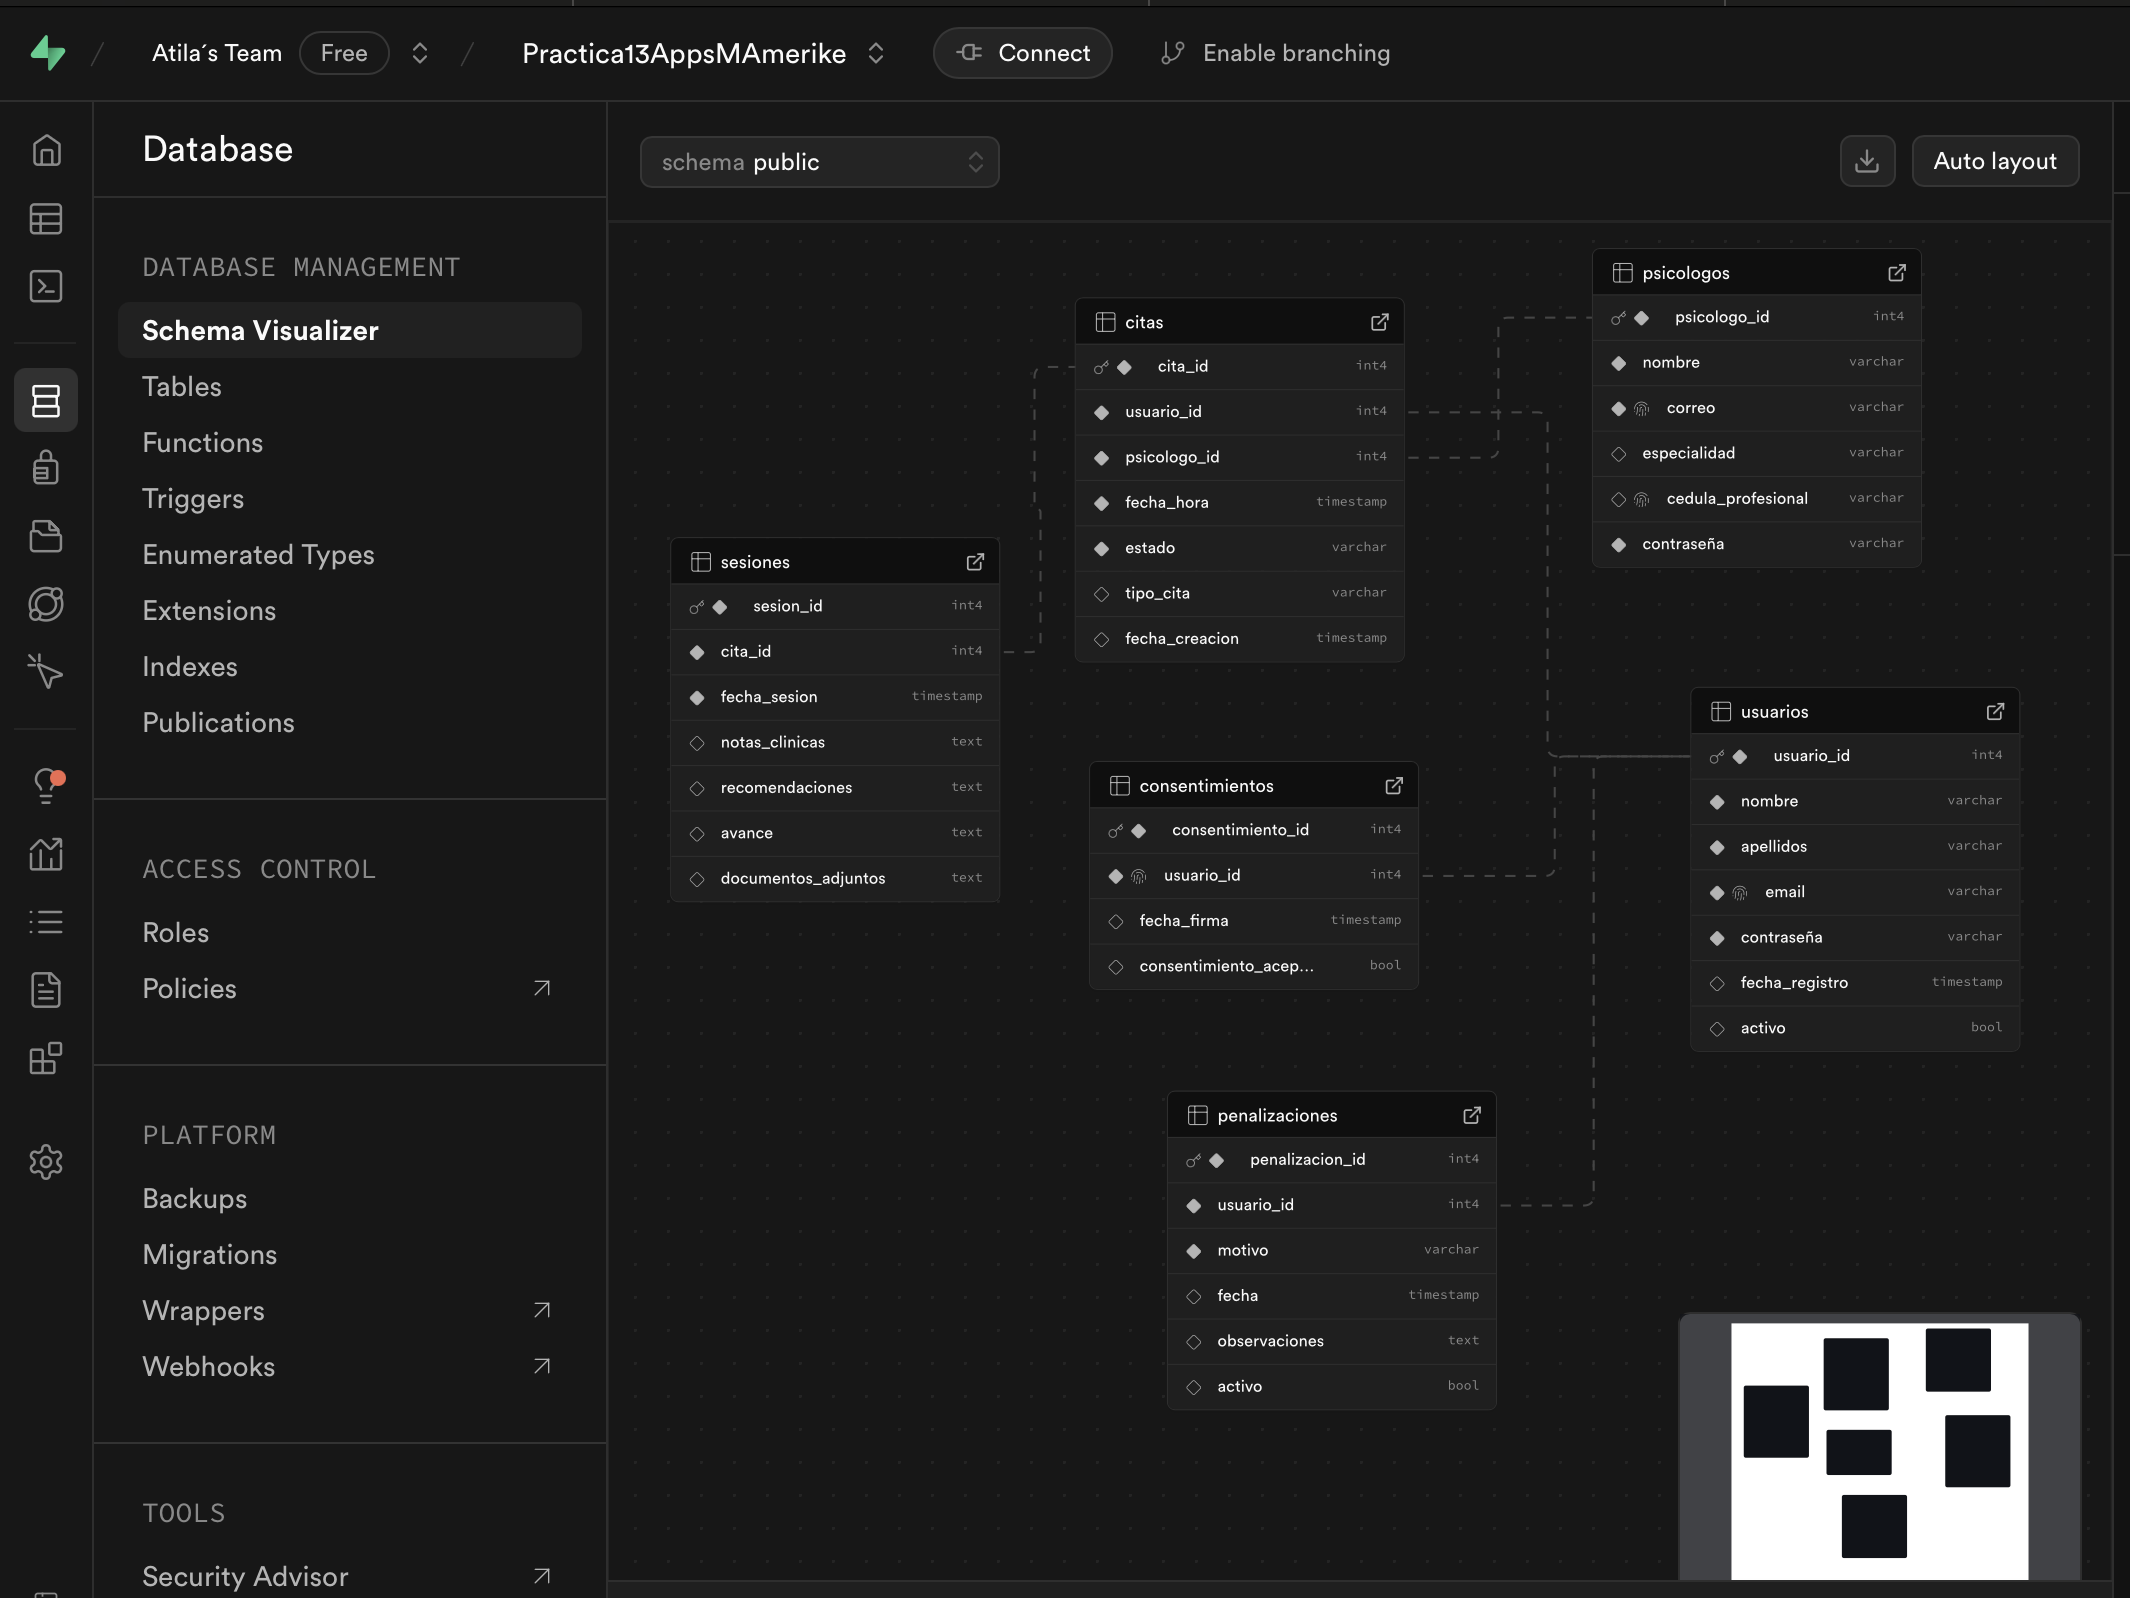 Atila´s Team Free PracticaI3AppsMAmerike Connect Enable branching
Database
DATABASE MANAGEMENT
Schema Visualizer
Tables
Functions
Triggers
Enumerated Types
Extensions
Indexes
Publications
ACCESS CONTROL
Roles
Policies
PLATFORM
Backups
Migrations
Wrappers
Webhooks
TOOLS
Security Advisor
schema public
Auto layout
sesiones
sesion_id int4
cita_id int4
fecha_sesion timestamp
notas_clinicas text
recomendaciones text
avance text
documentos_adjuntos text
citas
cita_id int4
usuario_id int4
psicologo_id int4
fecha_hora timestamp
estado varchar
tipo_cita varchar
fecha_creacion timestamp
consentimientos
consentimiento_id int4
usuario_id int4
fecha_firma timestamp
consentimiento_acep... bool
penalizaciones
penalizacion_id int4
usuario_id int4
motivo varchar
fecha timestamp
observaciones text
activo bool
psicologos
psicologo_id int4
nombre varchar
correo varchar
especialidad varchar
cedula_profesional varchar
contraseña varchar
usuarios
usuario_id int4
nombre varchar
apellidos varchar
email varchar
contraseña varchar
fecha_registro timestamp
activo bool